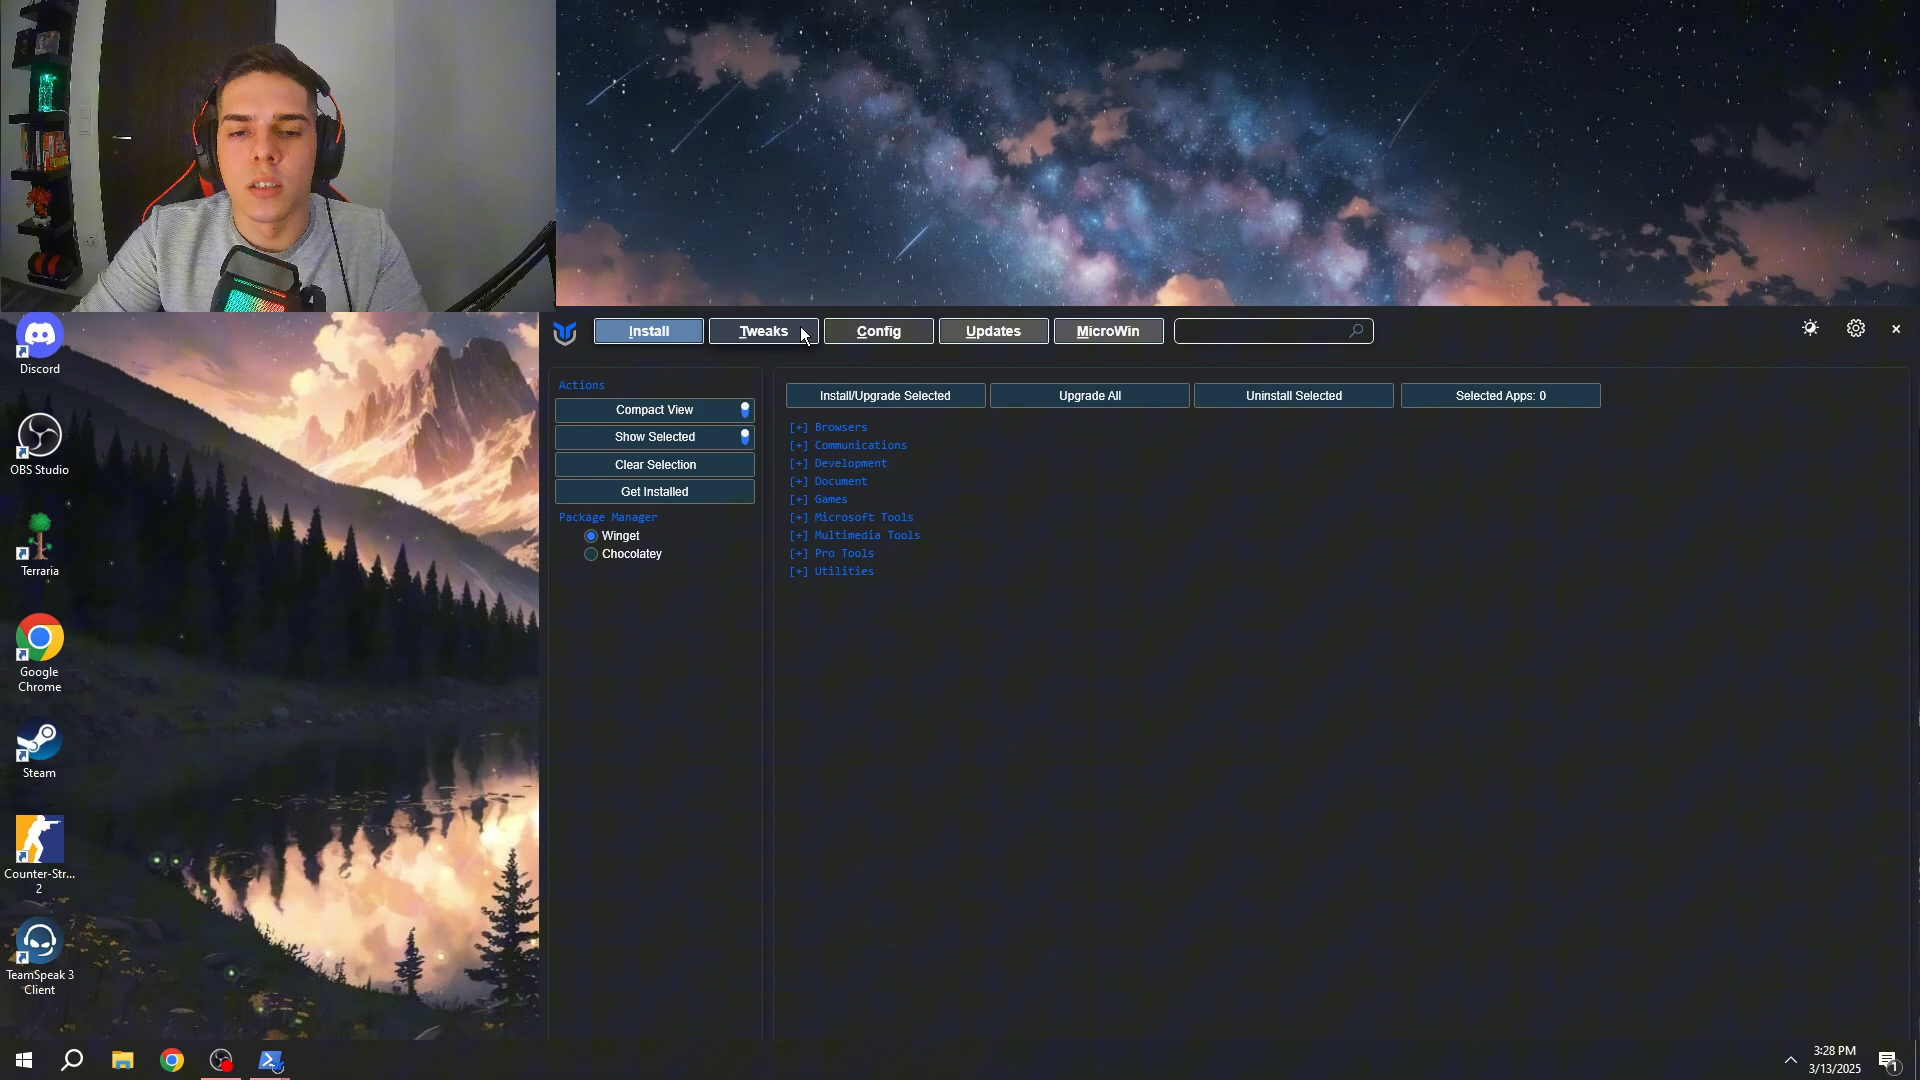 Install
Tweaks
Config
Updates
MicroWin
Actions
Compact View
Show Selected
Clear Selection
Get Installed
Package Manager
Winget
Chocolatey
Install/Upgrade Selected
Upgrade All
Uninstall Selected
Selected Apps: 0
[+] Browsers
[+] Communications
[+] Development
[+] Document
[+] Games
[+] Microsoft Tools
[+] Multimedia Tools
[+] Pro Tools
[+] Utilities
Discord
OBS Studio
Terraria
Google
Chrome
Steam
Counter-Str...
2
TeamSpeak 3
Client
3:28 PM
3/13/2025
1